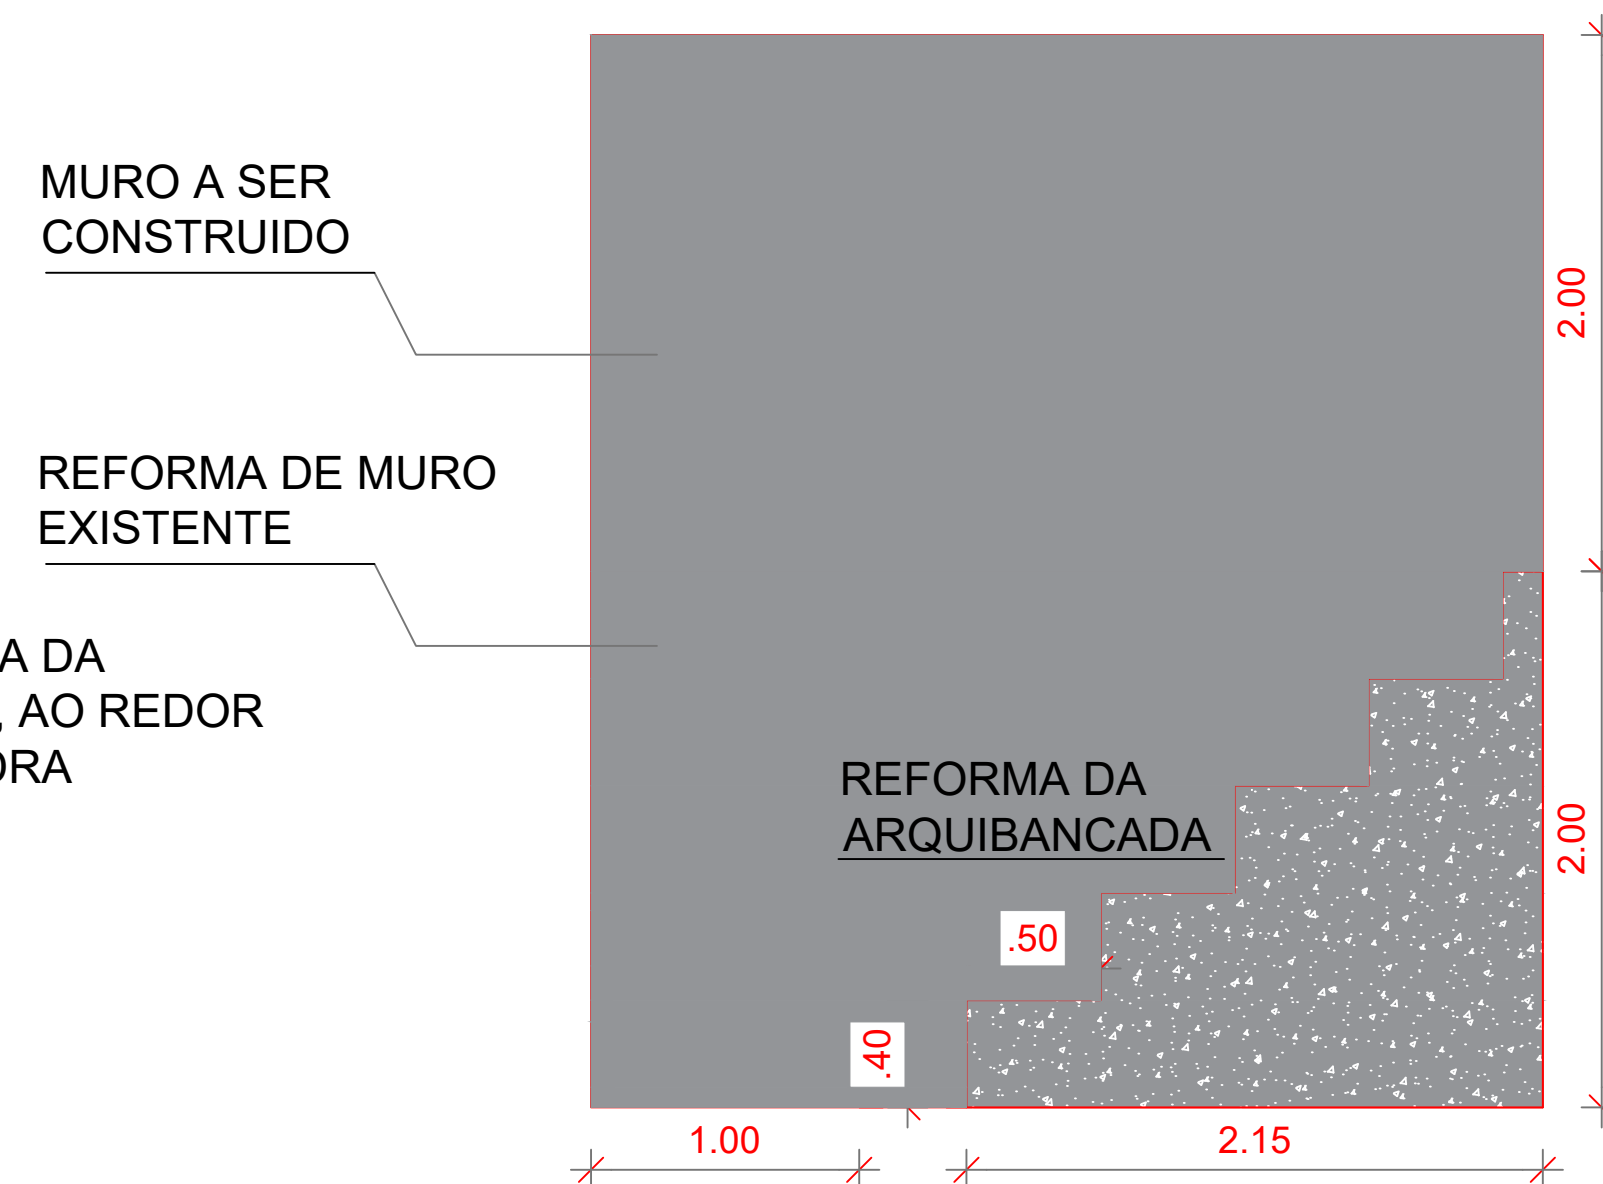 MURO A SER
CONSTRUIDO
2.00
REFORMA DE MURO
EXISTENTE
A DA
, AO REDOR
ORA
REFORMA DA
ARQUIBANCADA
2.00
.50
.40
1.00
2.15